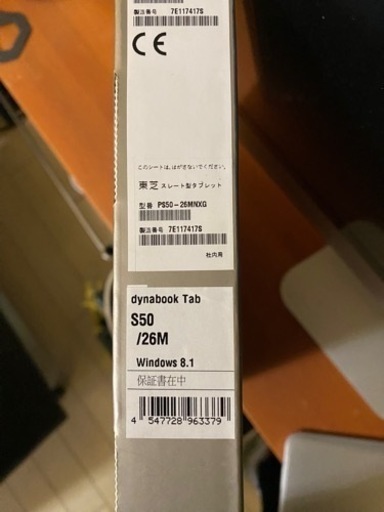 製造番号 7E117417S
CE
このシートは、はがさないでください。
東芝 スレート型タブレット
型番 PS50-26MNXG
製造番号 7E117417S
社内用
dynabook Tab
S50
/26M
Windows 8.1
保証書在中
4 547728 963379